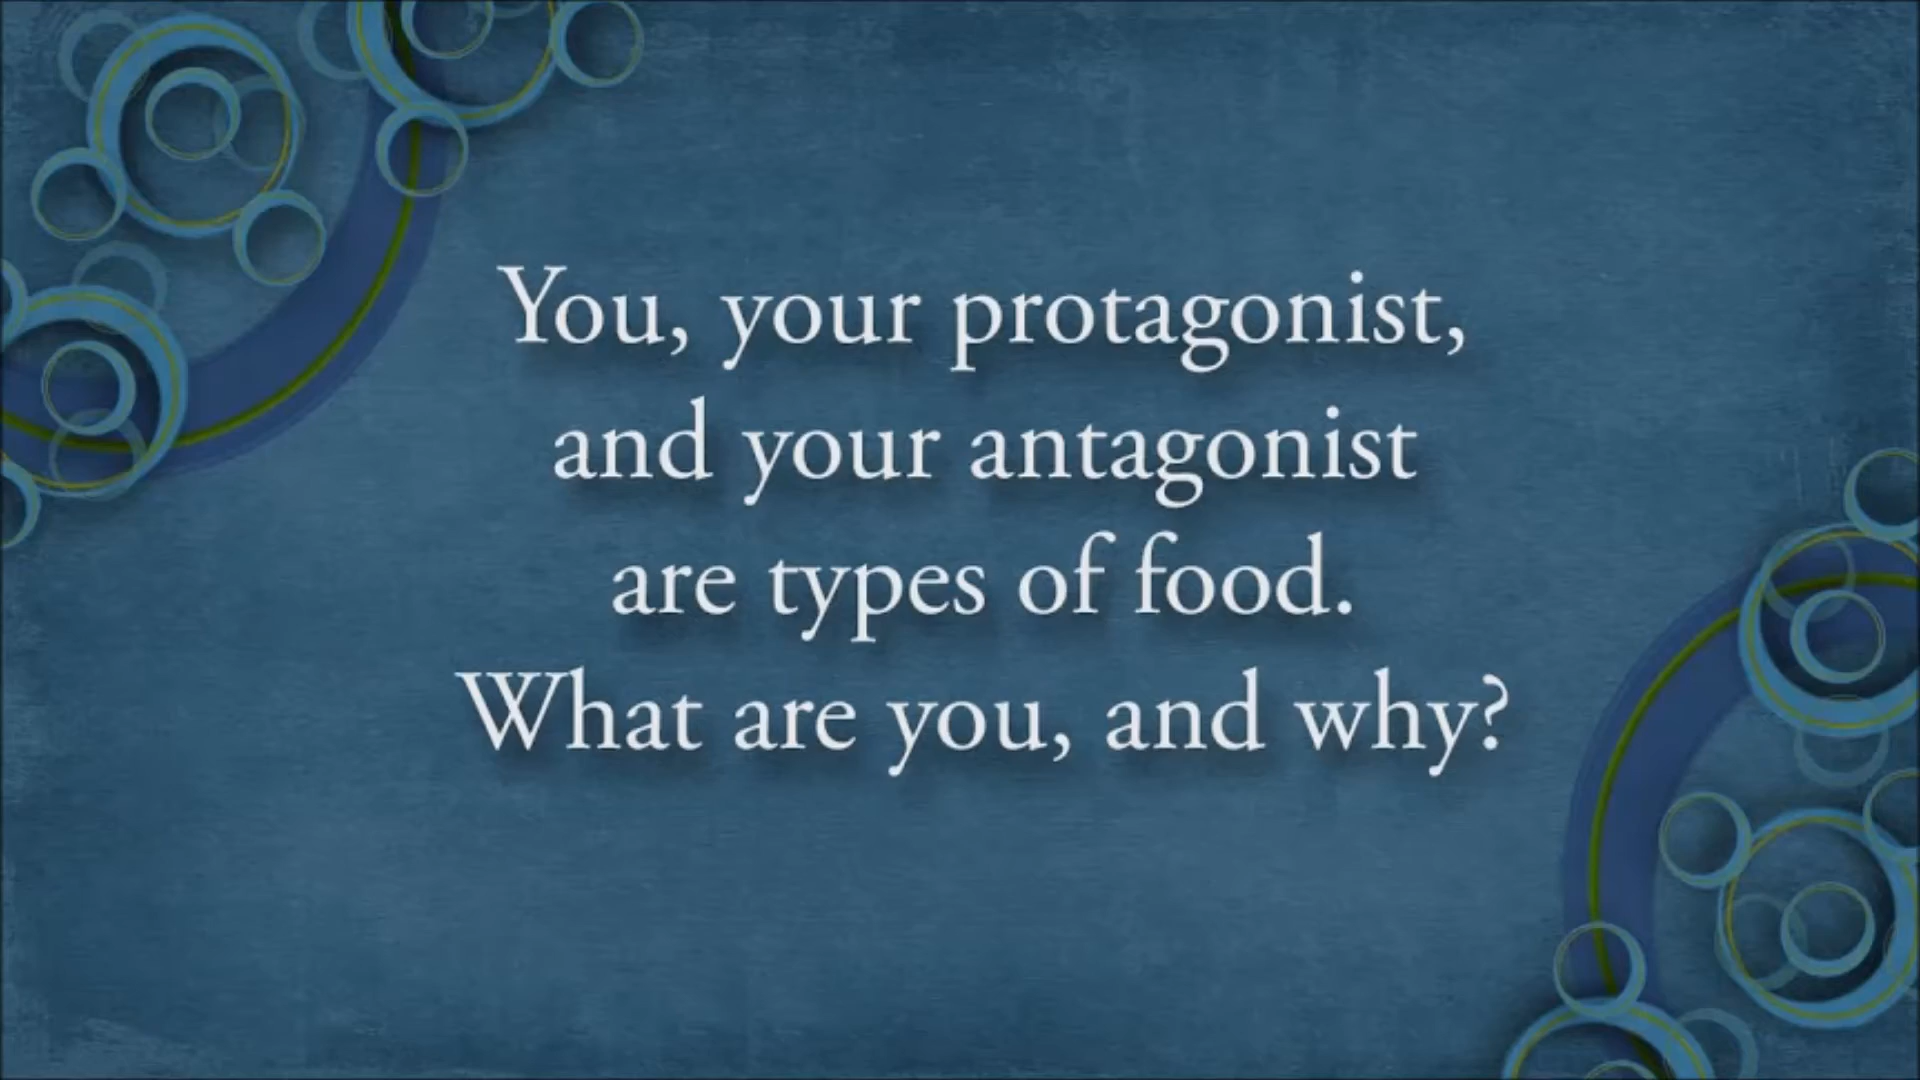 You, your protagonist,
and your antagonist
are types of food.
What are you, and why?